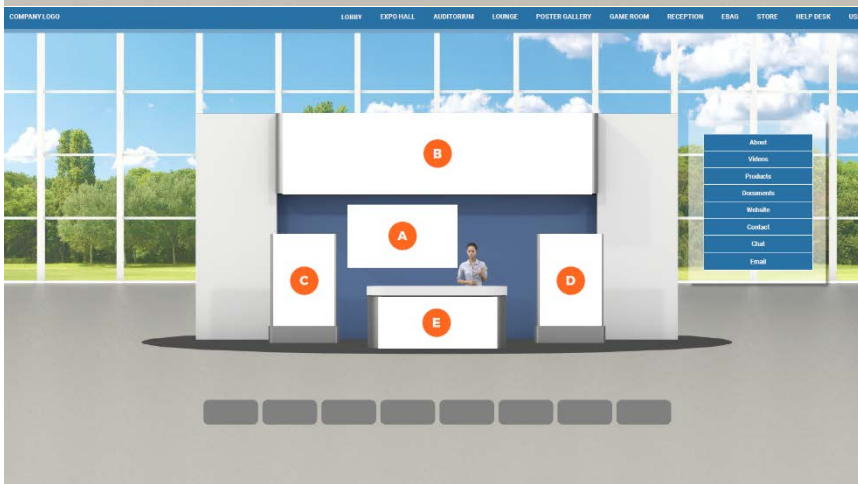 COMPANY LOGO LOBBY EXPO HALL AUDITORIUM LOUNGE POSTER GALLERY GAME ROOM RECEPTION EBAG STORE HELP DESK US
B
About
Videos
Products
Documents
Website
Contact
Chat
Email
A
C
D
E